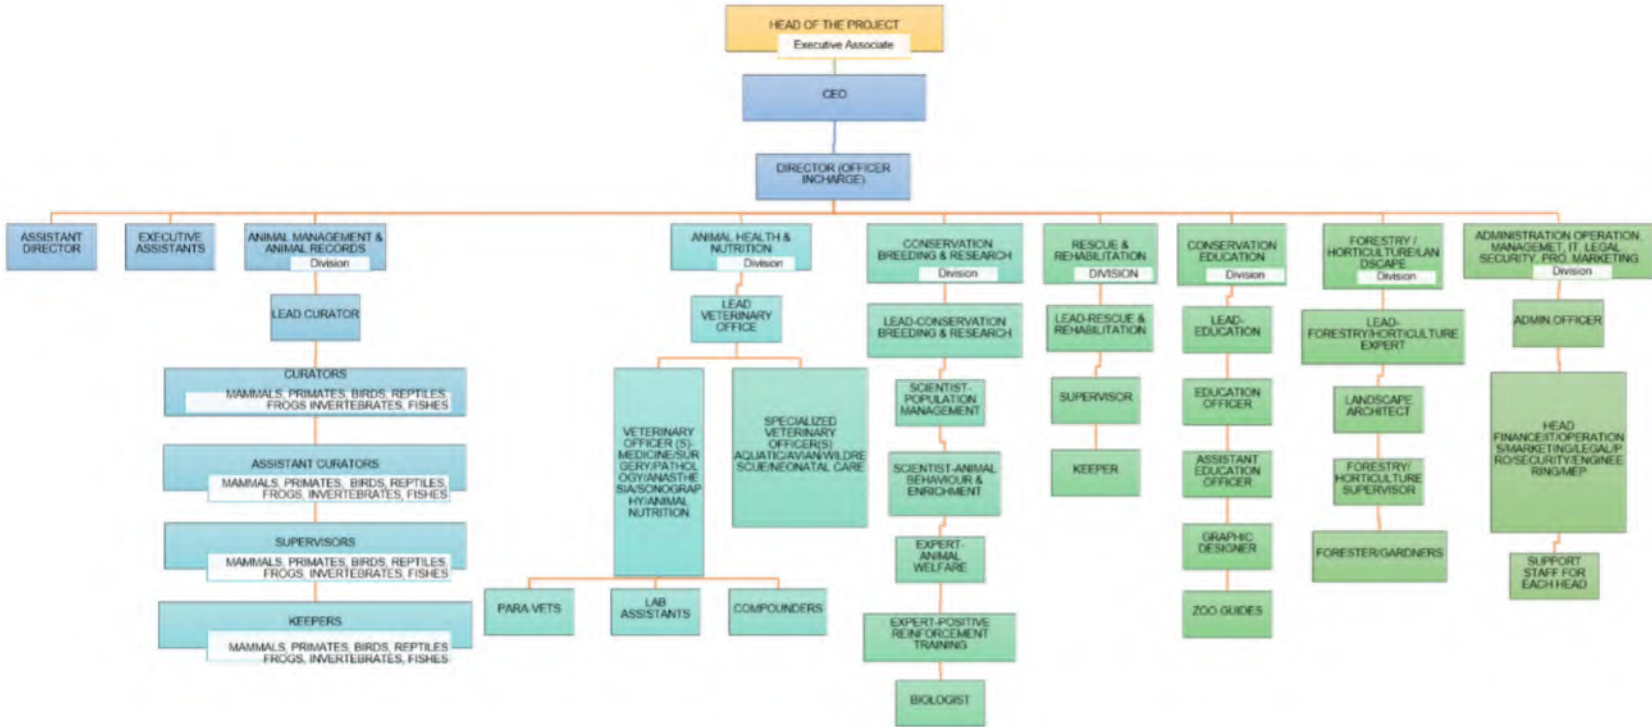 HEAD OF THE PROJECT
Executive Associate
CEO
DIRECTOR (OFFICER
INCHARGE)
ASSISTANT
DIRECTOR
EXECUTIVE
ASSISTANTS
ANIMAL MANAGEMENT &
ANIMAL RECORDS
Division
LEAD CURATOR
CURATORS
MAMMALS, PRIMATES, BIRDS, REPTILES,
FROGS INVERTEBRATES, FISHES
ASSISTANT CURATORS
MAMMALS, PRIMATES, BIRDS, REPTILES,
FROGS, INVERTEBRATES, FISHES
SUPERVISORS
MAMMALS, PRIMATES, BIRDS, REPTILES,
FROGS, INVERTEBRATES, FISHES
KEEPERS
MAMMALS, PRIMATES, BIRDS, REPTILES
FROGS, INVERTEBRATES, FISHES
ANIMAL HEALTH &
NUTRITION
Division
LEAD
VETERINARY
OFFICE
VETERINARY
OFFICER (S)-
MEDICINE/SUR
GERY/PATHOL
OGY/ANASTHE
SIA/SONOGRAP
HY/ANIMAL
NUTRITION
SPECIALIZED
VETERINARY
OFFICER(S)
AQUATIC/AVIAN/WILDRE
SCUE/NEONATAL CARE
PARA-VETS
LAB
ASSISTANTS
COMPOUNDERS
CONSERVATION
BREEDING & RESEARCH
Division
LEAD-CONSERVATION
BREEDING & RESEARCH
SCIENTIST-
POPULATION
MANAGEMENT
SCIENTIST-ANIMAL
BEHAVIOUR &
ENRICHMENT
EXPERT-
ANIMAL
WELFARE
EXPERT-POSITIVE
REINFORCEMENT
TRAINING
BIOLOGIST
RESCUE &
REHABILITATION
DIVISION
LEAD-RESCUE &
REHABILITATION
SUPERVISOR
KEEPER
CONSERVATION
EDUCATION
Division
LEAD-
EDUCATION
EDUCATION
OFFICER
ASSISTANT
EDUCATION
OFFICER
GRAPHIC
DESIGNER
ZOO GUIDES
FORESTRY /
HORTICULTURE/LAN
DSCAPE
Division
LEAD-
FORESTRY/HORTICULTURE
EXPERT
LANDSCAPE
ARCHITECT
FORESTRY/
HORTICULTURE
SUPERVISOR
FORESTER/GARDNERS
ADMINISTRATION OPERATION
MANAGEMET, IT, LEGAL
SECURITY, PRO, MARKETING
Division
ADMIN.OFFICER
HEAD
FINANCE/IT/OPERATION
S/MARKETING/LEGAL/P
RO/SECURITY/ENGINEE
RING/MEP
SUPPORT
STAFF FOR
EACH HEAD